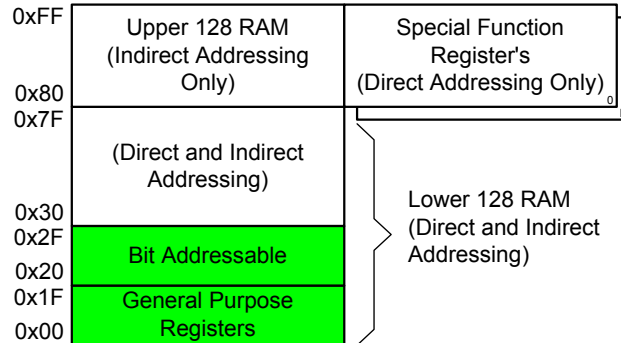 0xFF
Upper 128 RAM
(Indirect Addressing
Only)
Special Function
Register's
(Direct Addressing Only)
0
0x80
0x7F
(Direct and Indirect
Addressing)
0x30
Lower 128 RAM
(Direct and Indirect
Addressing)
0x2F
Bit Addressable
0x20
0x1F
General Purpose
Registers
0x00